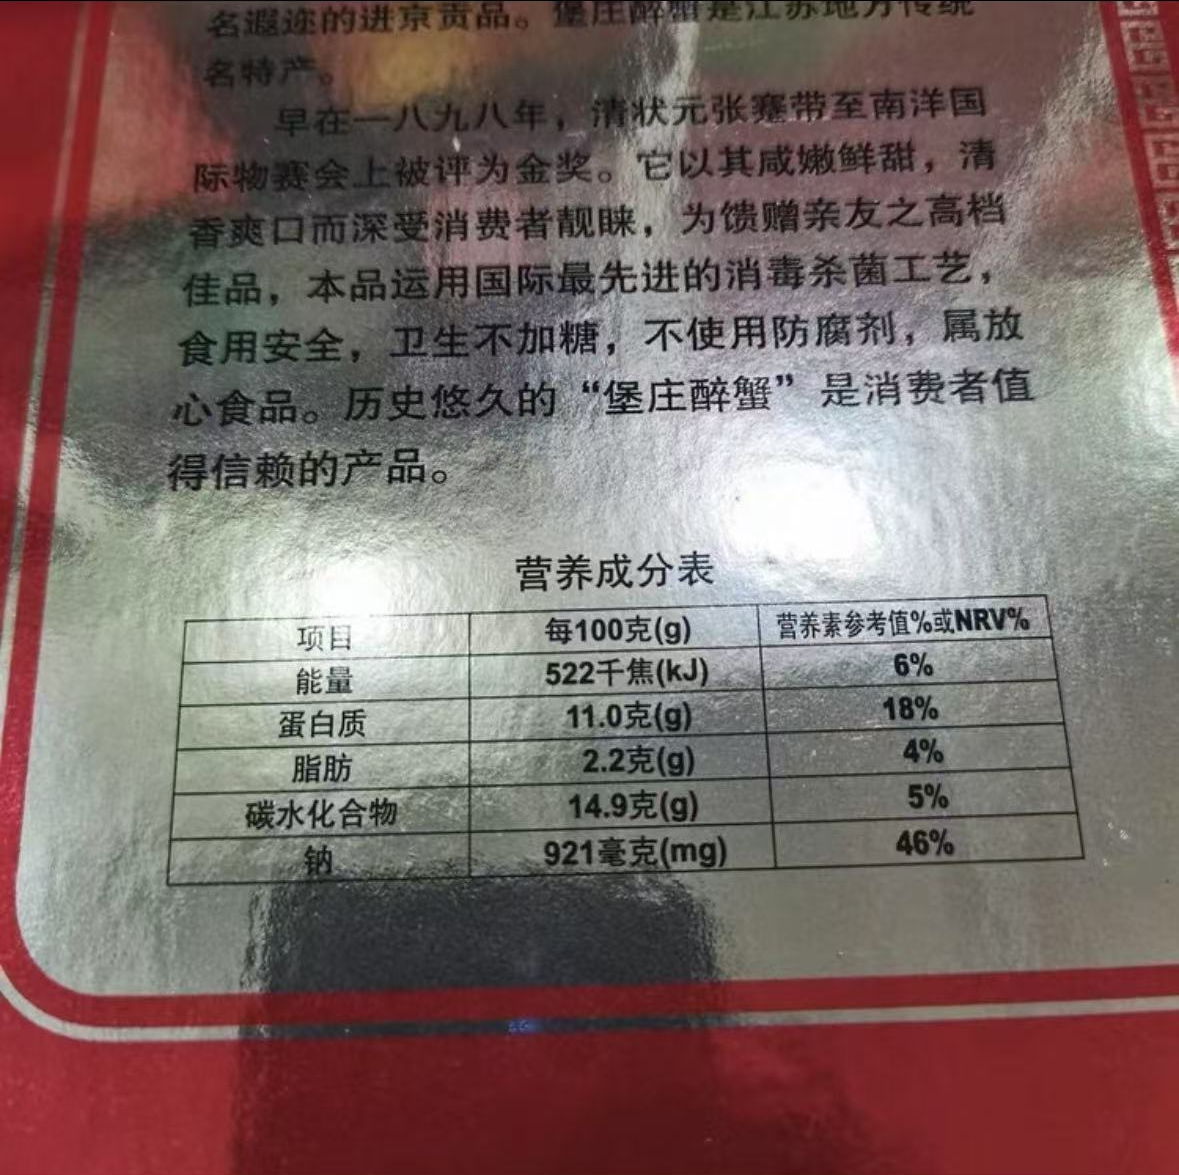 名遐迩的进京贡品。堡庄醉蟹是江苏地方传统
名特产。
早在一八九八年，清状元张蹇带至南洋国
际物赛会上被评为金奖。它以其咸嫩鲜甜，清
香爽口而深受消费者靓睐，为馈赠亲友之高档
佳品，本品运用国际最先进的消毒杀菌工艺，
食用安全，卫生不加糖，不使用防腐剂，属放
心食品。历史悠久的“堡庄醉蟹”是消费者值
得信赖的产品。
营养成分表
项目 每100克(g) 营养素参考值%或NRV%
能量 522千焦(kJ) 6%
蛋白质 11.0克(g) 18%
脂肪 2.2克(g) 4%
碳水化合物 14.9克(g) 5%
钠 921毫克(mg) 46%